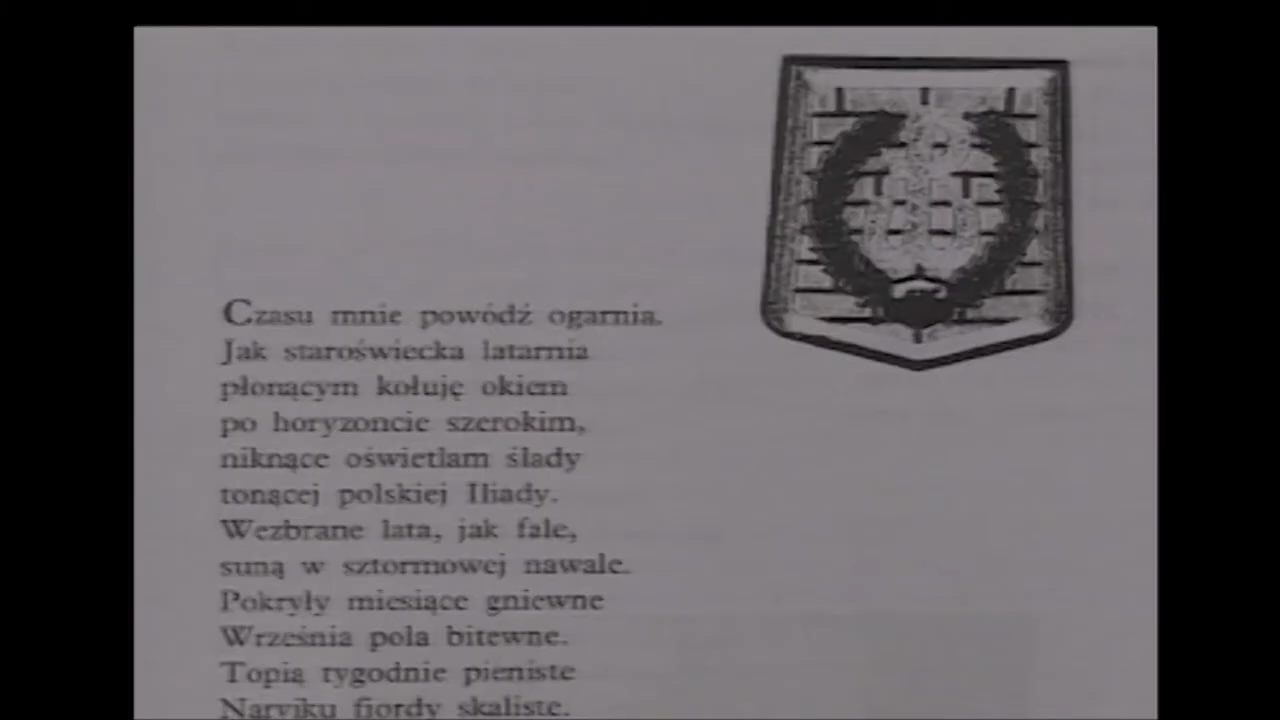 Czasu mnie powódź ogarnia.
Jak staroświecka latarnia
płonącym kołuję okiem
po horyzoncie szerokim,
niknące oświetlam ślady
tonącej polskiej Iliady.
Wezbrane lata, jak fale,
suną w sztormowej nawale.
Pokryły miesiące gniewne
Września pola bitewne.
Topią tygodnie pieniste
Narviku fjordy skaliste.